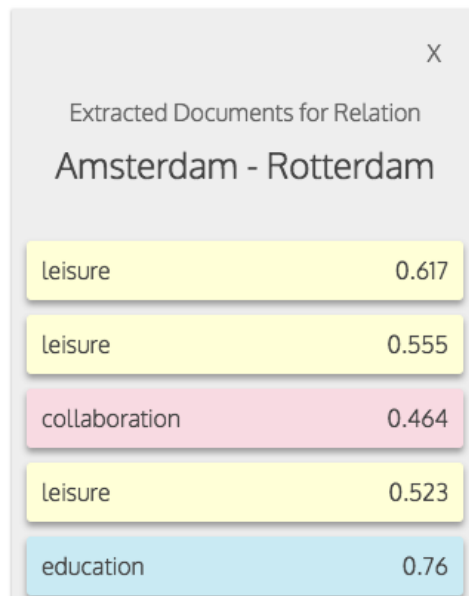 X
Extracted Documents for Relation
Amsterdam - Rotterdam
leisure 0.617
leisure 0.555
collaboration 0.464
leisure 0.523
education 0.76